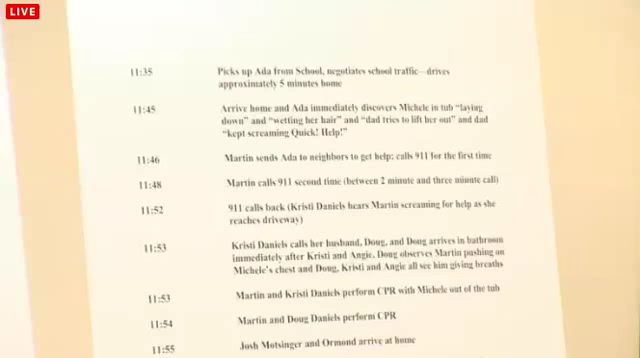 LIVE
11:35 Picks up Ada from School, negotiates school traffic—drives
approximately 5 minutes home
11:45 Arrive home and Ada immediately discovers Michele in tub "laying
down" and "wetting her hair" and "dad tries to lift her out" and dad
"kept screaming Quick! Help!"
11:46 Martin sends Ada to neighbors to get help; calls 911 for the first time
11:48 Martin calls 911 second time (between 2 minute and three minute call)
11:52 911 calls back (Kristi Daniels hears Martin screaming for help as she
reaches driveway)
11:53 Kristi Daniels calls her husband, Doug, and Doug arrives in bathroom
immediately after Kristi and Angie. Doug observes Martin pushing on
Michele's chest and Doug, Kristi and Angie all see him giving breaths
11:53 Martin and Kristi Daniels perform CPR with Michele out of the tub
11:54 Martin and Doug Daniels perform CPR
11:55 Josh Motsinger and Ormond arrive at home